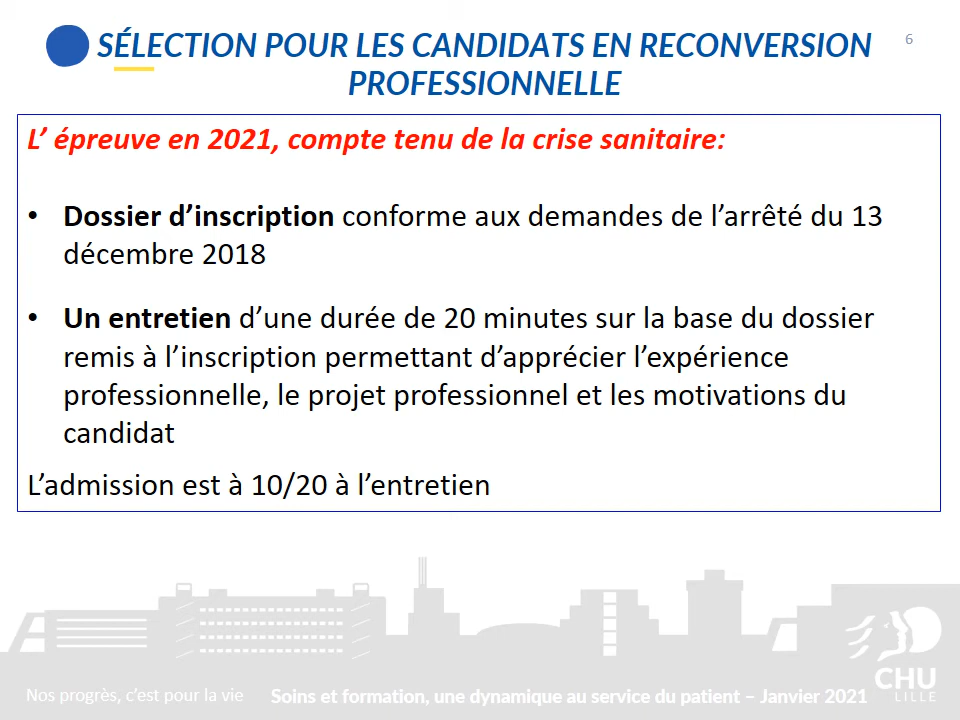 SÉLECTION POUR LES CANDIDATS EN RECONVERSION
PROFESSIONNELLE
6
L’ épreuve en 2021, compte tenu de la crise sanitaire:
• Dossier d’inscription conforme aux demandes de l’arrêté du 13
décembre 2018
• Un entretien d’une durée de 20 minutes sur la base du dossier
remis à l’inscription permettant d’apprécier l’expérience
professionnelle, le projet professionnel et les motivations du
candidat
L’admission est à 10/20 à l’entretien
Nos progrès, c’est pour la vie
Soins et formation, une dynamique au service du patient – Janvier 2021
CHU
LILLE